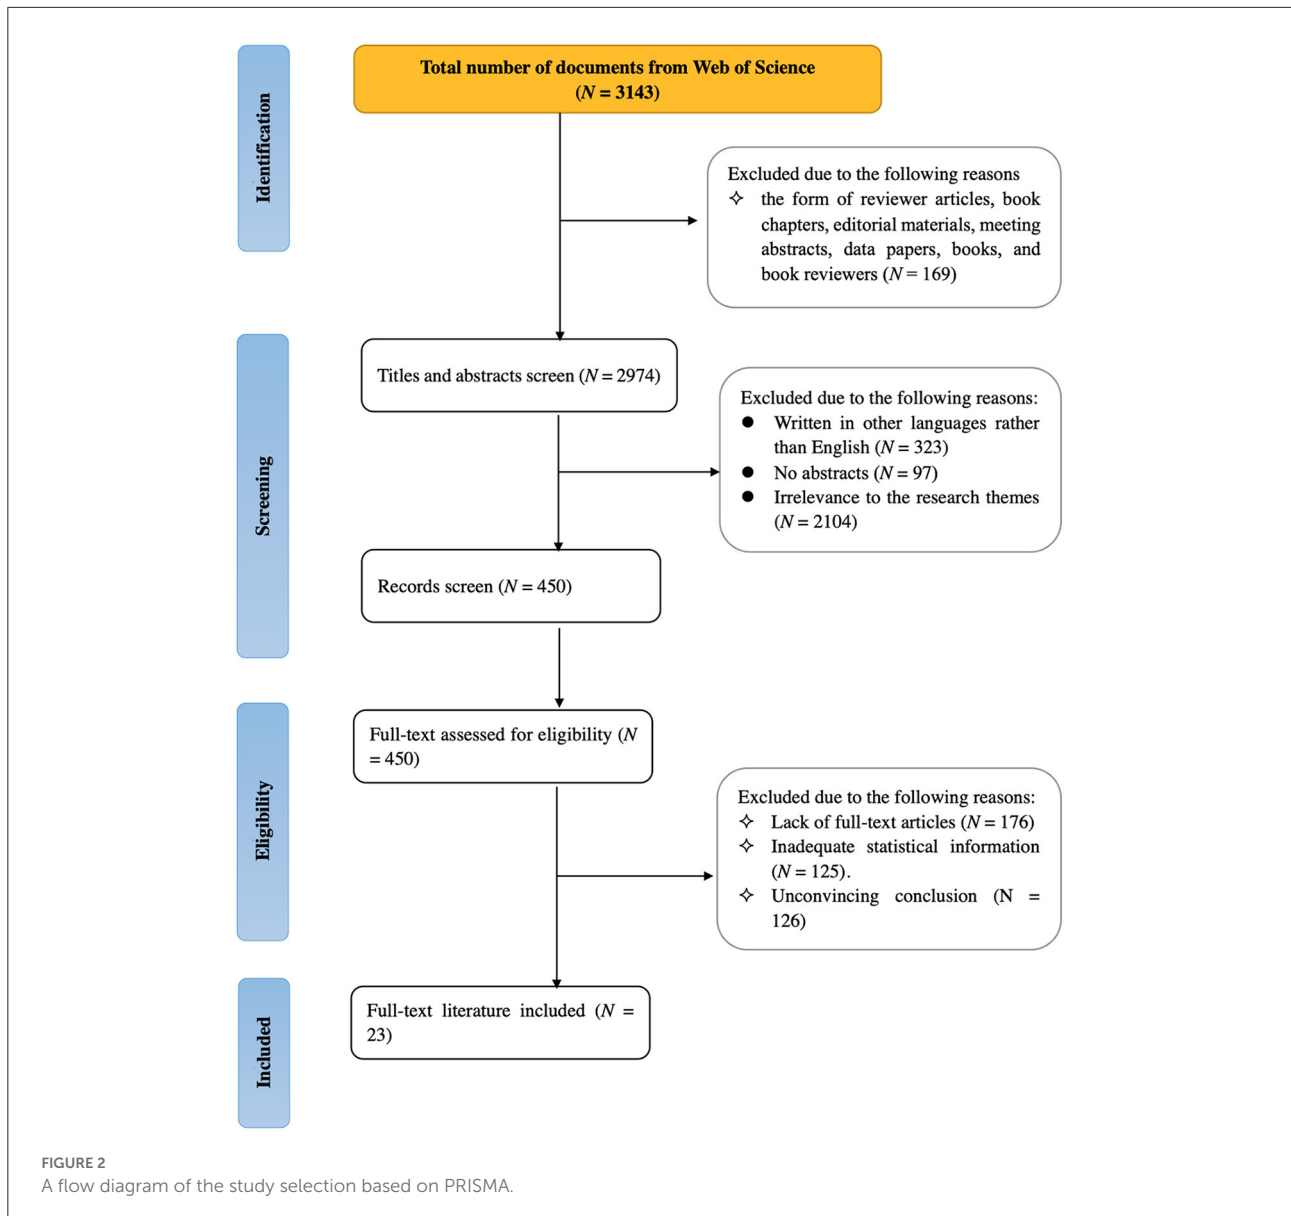 Identification
Total number of documents from Web of Science
(N = 3143)
Excluded due to the following reasons
✧ the form of reviewer articles, book
chapters, editorial materials, meeting
abstracts, data papers, books, and
book reviewers (N = 169)
Screening
Titles and abstracts screen (N = 2974)
Excluded due to the following reasons:
● Written in other languages rather
than English (N = 323)
● No abstracts (N = 97)
● Irrelevance to the research themes
(N = 2104)
Records screen (N = 450)
Eligibility
Full-text assessed for eligibility (N
= 450)
Excluded due to the following reasons:
✧ Lack of full-text articles (N = 176)
✧ Inadequate statistical information
(N = 125).
✧ Unconvincing conclusion (N =
126)
Included
Full-text literature included (N =
23)
FIGURE 2
A flow diagram of the study selection based on PRISMA.